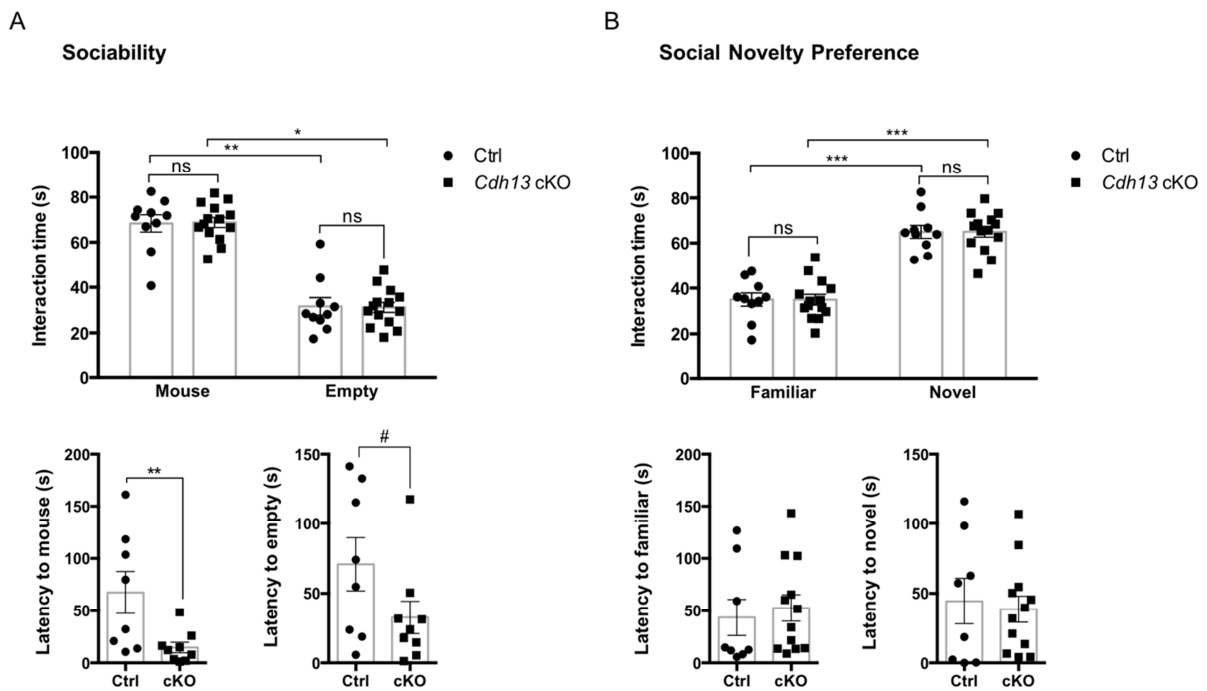 A
Sociability
*
**
ns
ns
Ctrl
Cdh13 cKO
Interaction time (s)
100
80
60
40
20
0
Mouse
Empty
**
Latency to mouse (s)
200
150
100
50
0
Ctrl
cKO
#
Latency to empty (s)
150
100
50
0
Ctrl
cKO
B
Social Novelty Preference
***
***
ns
ns
Ctrl
Cdh13 cKO
Interaction time (s)
100
80
60
40
20
0
Familiar
Novel
Latency to familiar (s)
200
150
100
50
0
Ctrl
cKO
Latency to novel (s)
150
100
50
0
Ctrl
cKO